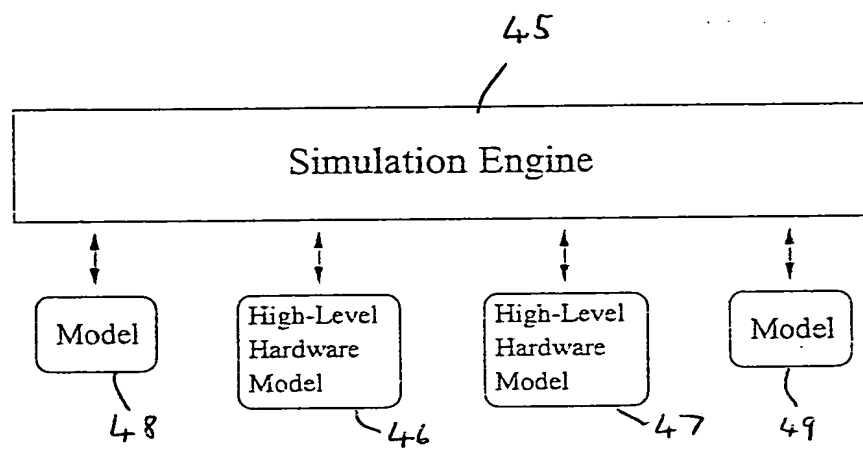 45
Simulation Engine
Model
High-Level
Hardware
Model
High-Level
Hardware
Model
Model
48
46
47
49